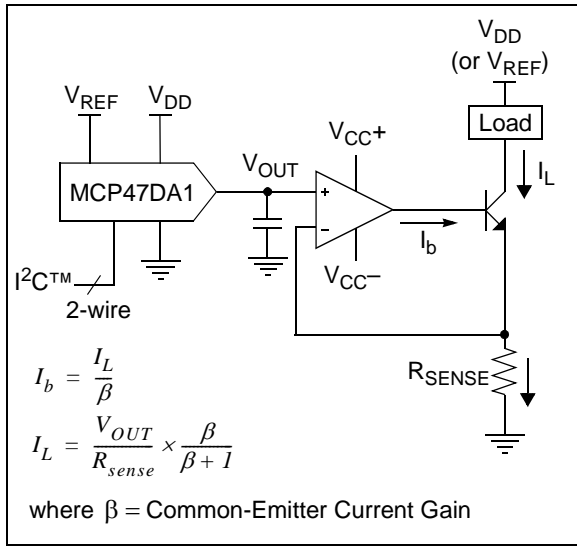 V_DD
(or V_REF)
V_REF
V_DD
Load
V_CC+
V_OUT
I_L
MCP47DA1
+
–
I_b
V_CC–
I²C™
2-wire
R_SENSE
I_b = I_L / β
I_L = V_OUT / R_sense × β / (β + 1)
where β = Common-Emitter Current Gain